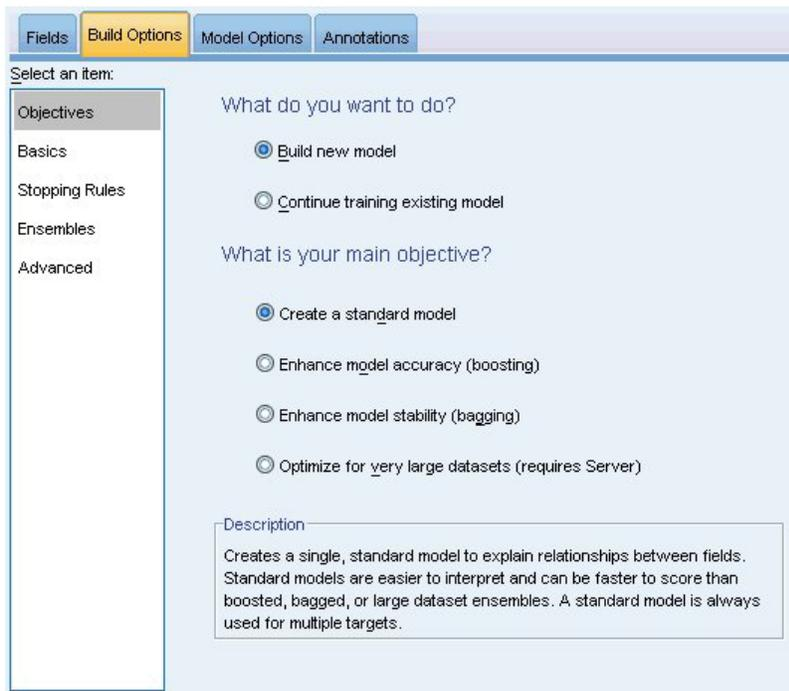 Fields Build Options Model Options Annotations
Select an item:
Objectives
Basics
Stopping Rules
Ensembles
Advanced
What do you want to do?
Build new model
Continue training existing model
What is your main objective?
Create a standard model
Enhance model accuracy (boosting)
Enhance model stability (bagging)
Optimize for very large datasets (requires Server)
Description
Creates a single, standard model to explain relationships between fields.
Standard models are easier to interpret and can be faster to score than
boosted, bagged, or large dataset ensembles. A standard model is always
used for multiple targets.